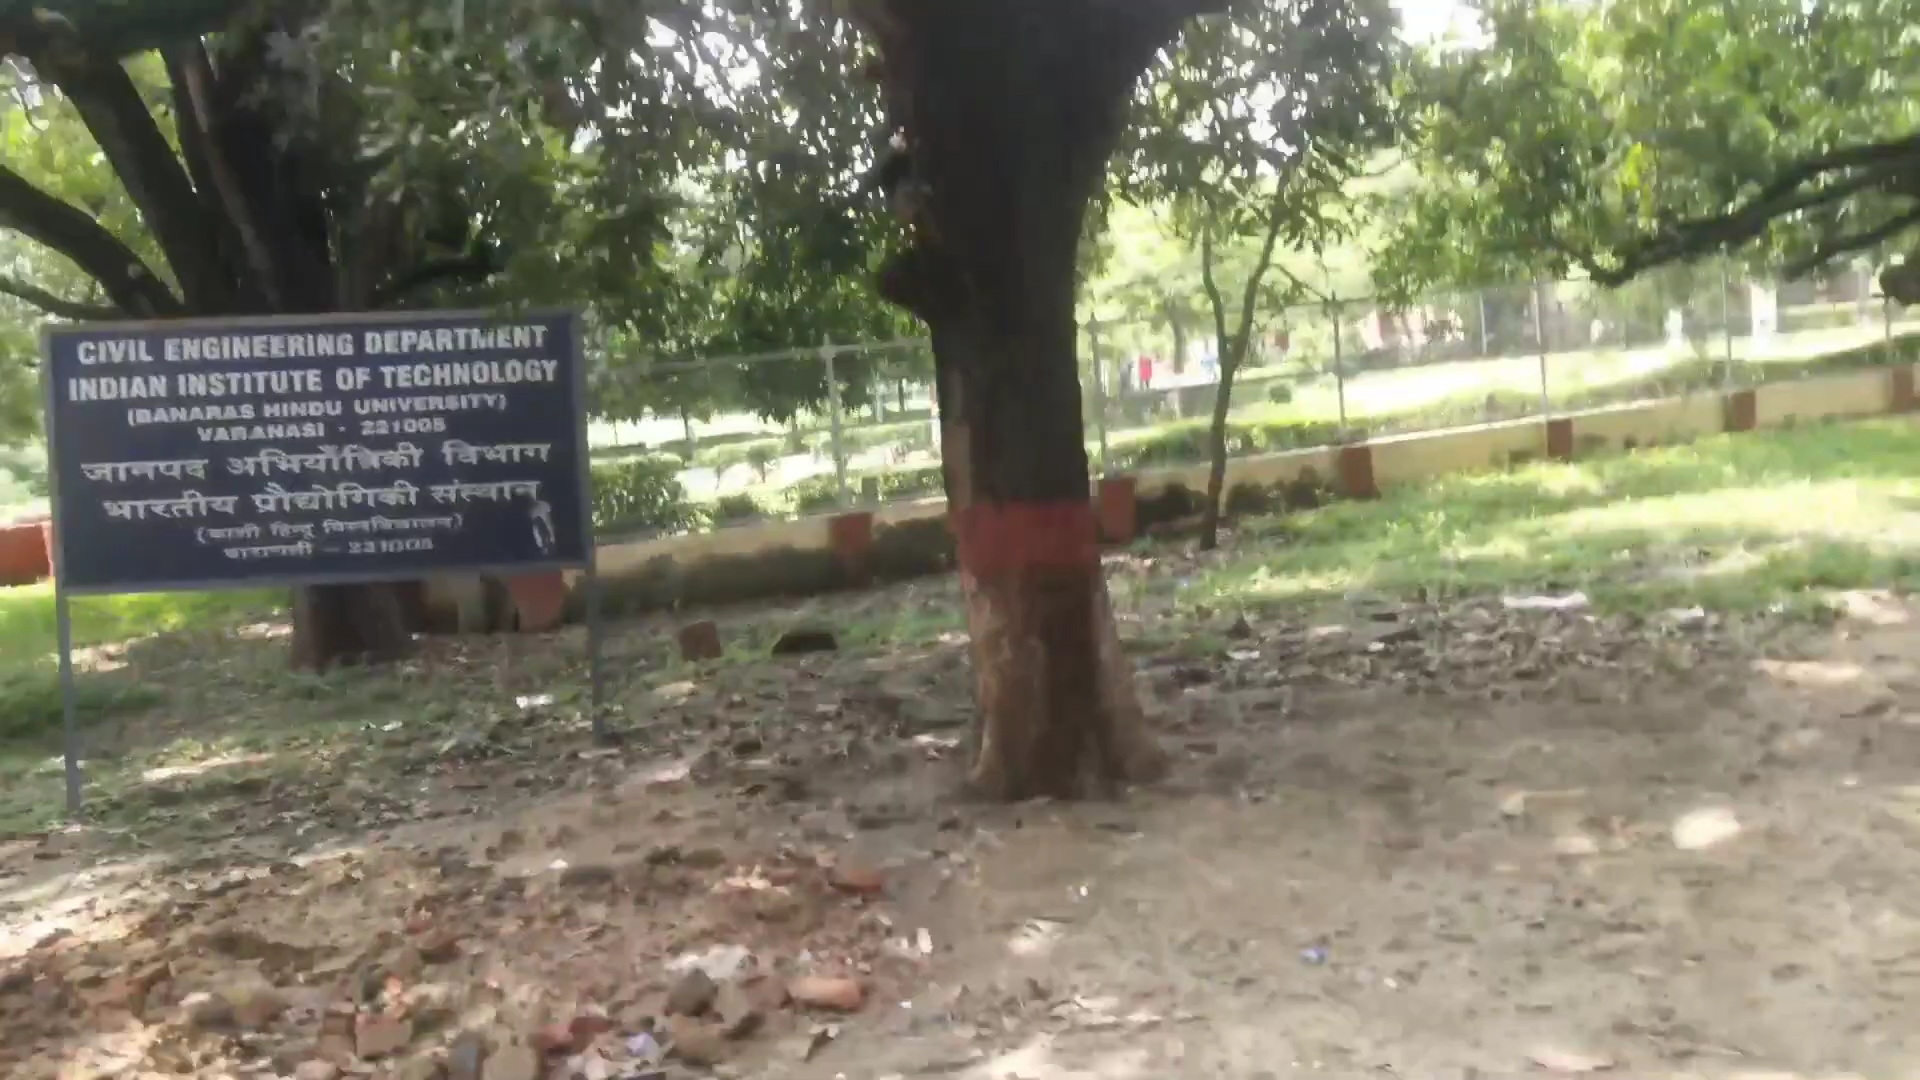 CIVIL ENGINEERING DEPARTMENT
INDIAN INSTITUTE OF TECHNOLOGY
(BANARAS HINDU UNIVERSITY)
VARANASI - 221005
जानपद अभियाँत्रिकी विभाग
भारतीय प्रौद्योगिकी संस्थान
(काशी हिन्दू विश्वविद्यालय)
वाराणसी - 221005